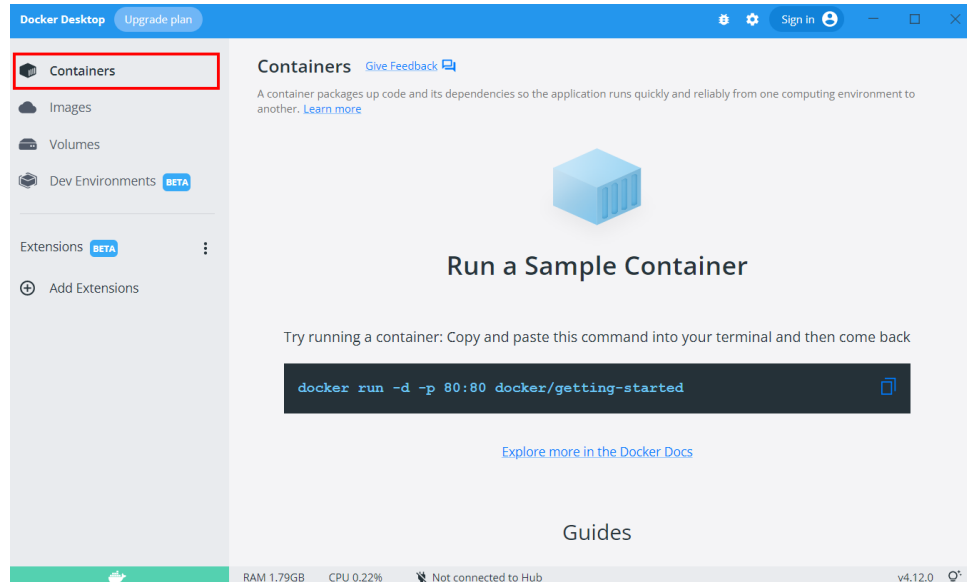 Docker Desktop Upgrade plan Sign in
Containers
Images
Volumes
Dev Environments BETA
Extensions BETA
Add Extensions
Containers Give Feedback
A container packages up code and its dependencies so the application runs quickly and reliably from one computing environment to
another. Learn more
Run a Sample Container
Try running a container: Copy and paste this command into your terminal and then come back
docker run -d -p 80:80 docker/getting-started
Explore more in the Docker Docs
Guides
RAM 1.79GB CPU 0.22% Not connected to Hub v4.12.0